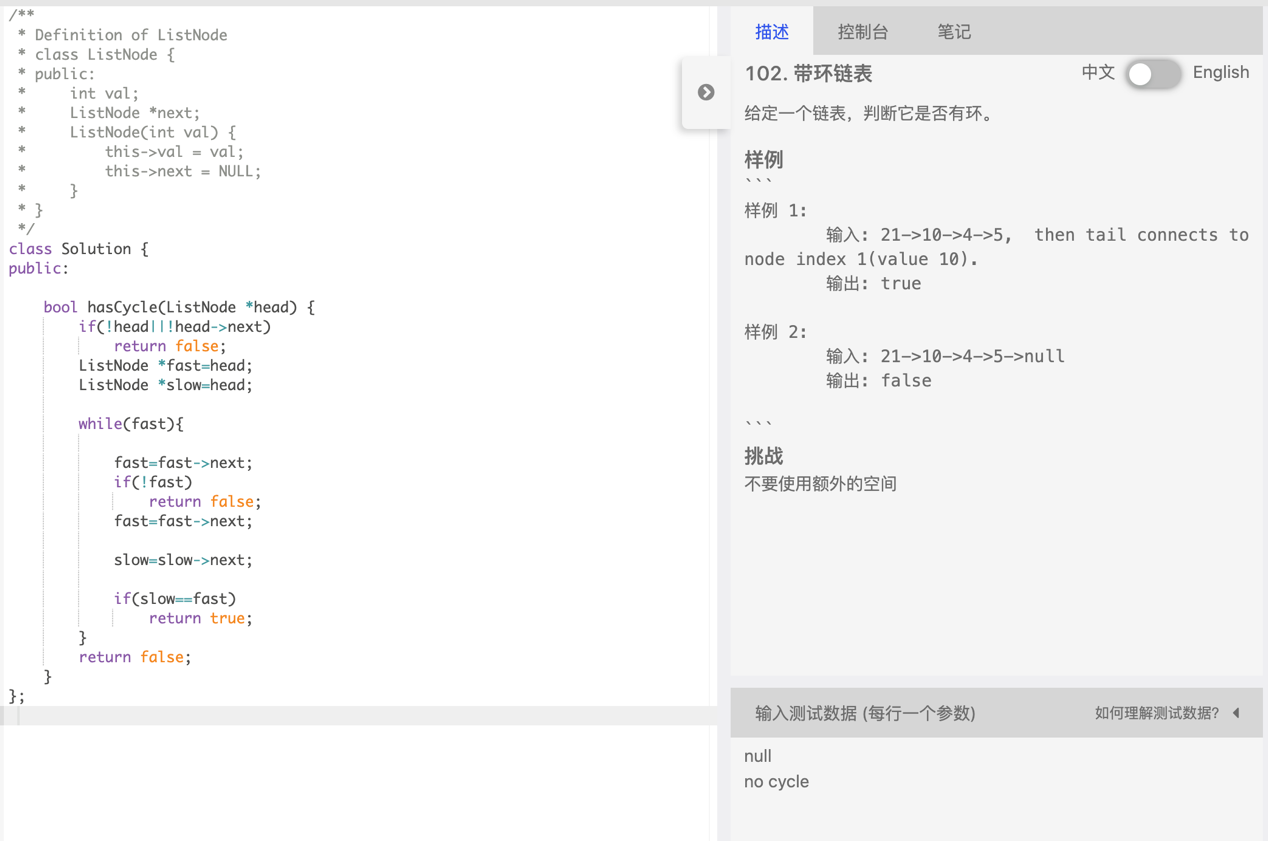 /**
 * Definition of ListNode
 * class ListNode {
 * public:
 *     int val;
 *     ListNode *next;
 *     ListNode(int val) {
 *         this->val = val;
 *         this->next = NULL;
 *     }
 * }
 */
class Solution {
public:
    bool hasCycle(ListNode *head) {
        if(!head||!head->next)
            return false;
        ListNode *fast=head;
        ListNode *slow=head;
        while(fast){
            fast=fast->next;
            if(!fast)
                return false;
            fast=fast->next;
            slow=slow->next;
            if(slow==fast)
                return true;
        }
        return false;
    }
};
描述 控制台 笔记
102. 带环链表 中文 English
给定一个链表，判断它是否有环。
样例
```
样例 1:
        输入: 21->10->4->5,  then tail connects to
node index 1(value 10).
        输出: true
样例 2:
        输入: 21->10->4->5->null
        输出: false
```
挑战
不要使用额外的空间
输入测试数据 (每行一个参数) 如何理解测试数据?
null
no cycle